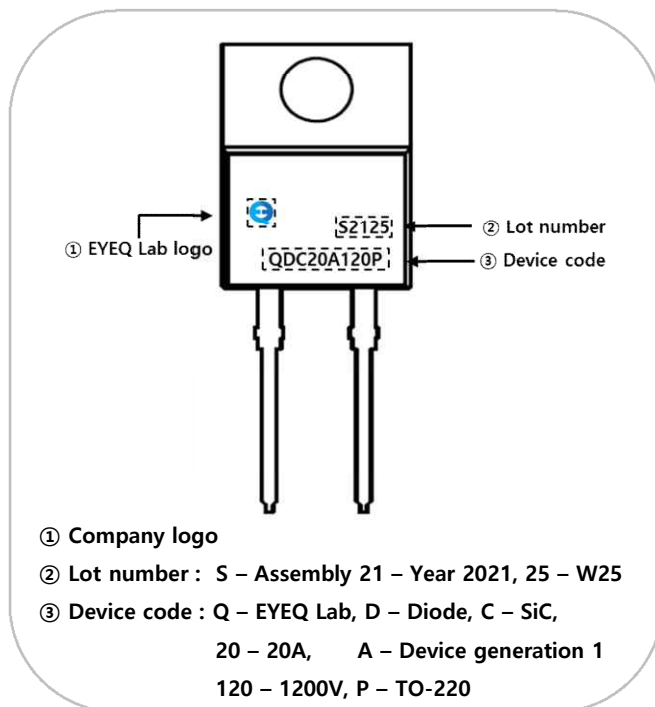 S2125
② Lot number
① EYEQ Lab logo
QDC20A120P
③ Device code
① Company logo
② Lot number : S – Assembly 21 – Year 2021, 25 – W25
③ Device code : Q – EYEQ Lab, D – Diode, C – SiC,
20 – 20A, A – Device generation 1
120 – 1200V, P – TO-220